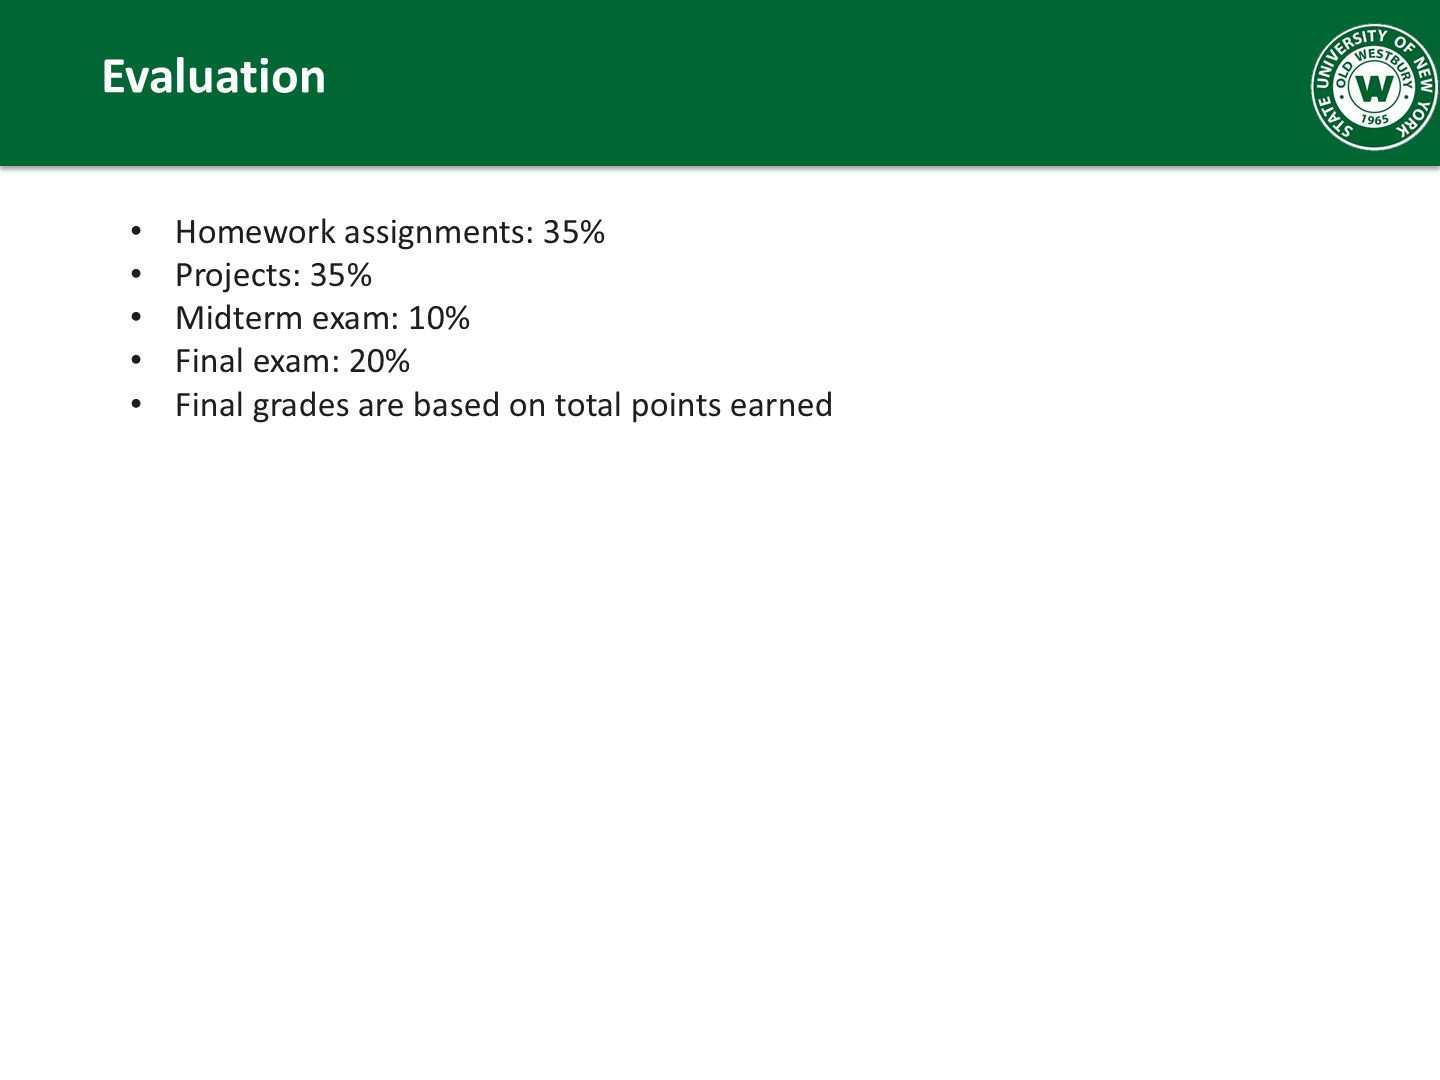 Evaluation
STATE UNIVERSITY OF NEW YORK
OLD WESTBURY
W
1965
• Homework assignments: 35%
• Projects: 35%
• Midterm exam: 10%
• Final exam: 20%
• Final grades are based on total points earned